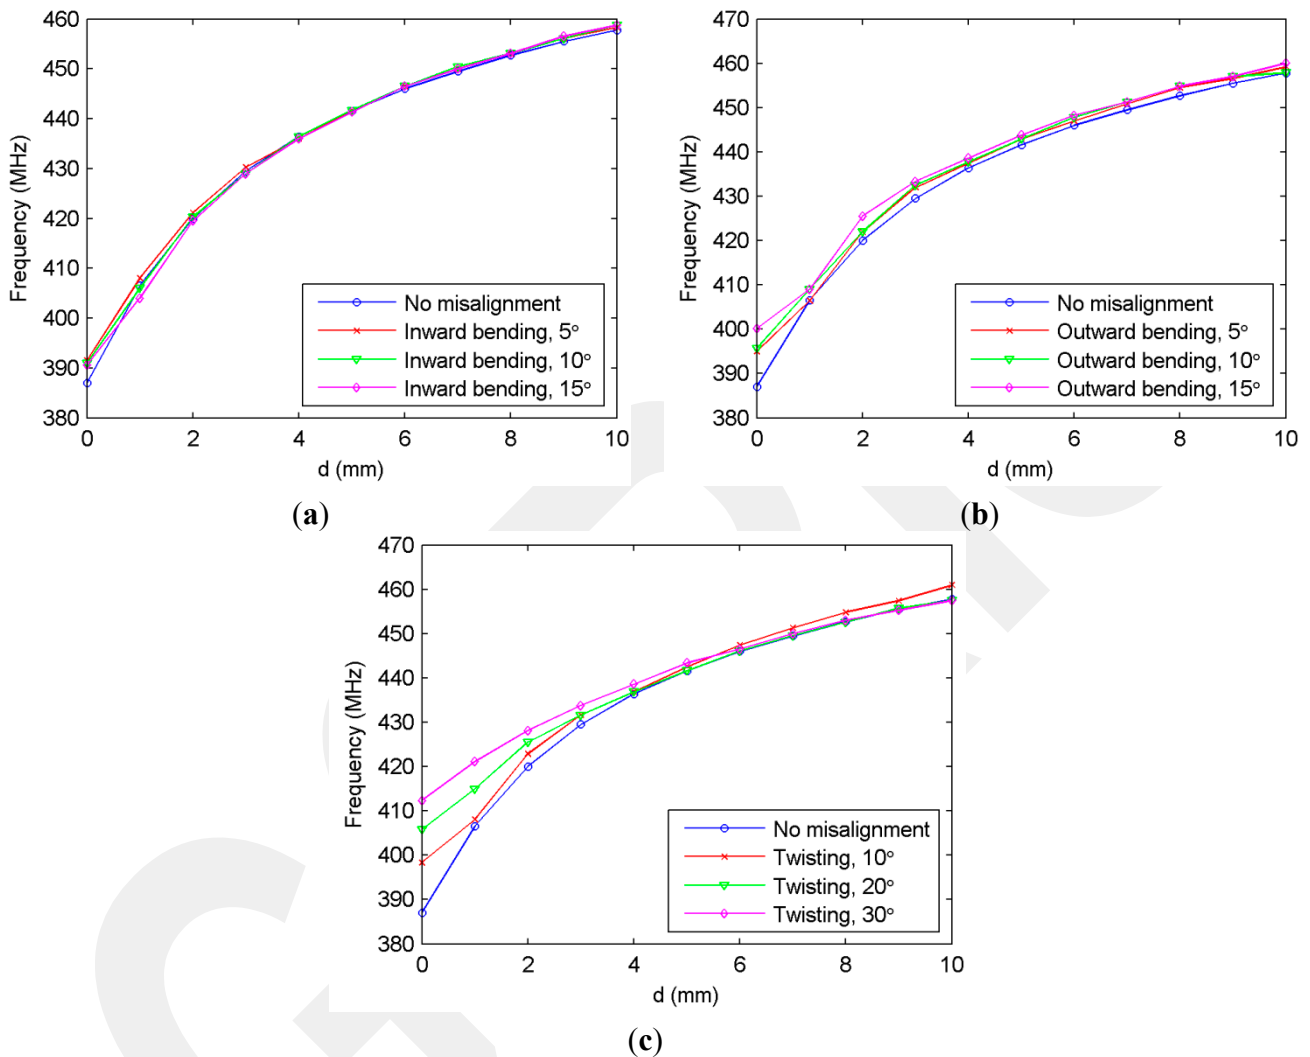 460
450
440
430
420
410
400
390
380
Frequency (MHz)
0 2 4 6 8 10
d (mm)
No misalignment
Inward bending, 5°
Inward bending, 10°
Inward bending, 15°
(a)
470
460
450
440
430
420
410
400
390
380
Frequency (MHz)
0 2 4 6 8 10
d (mm)
No misalignment
Outward bending, 5°
Outward bending, 10°
Outward bending, 15°
(b)
470
460
450
440
430
420
410
400
390
380
Frequency (MHz)
0 2 4 6 8 10
d (mm)
No misalignment
Twisting, 10°
Twisting, 20°
Twisting, 30°
(c)